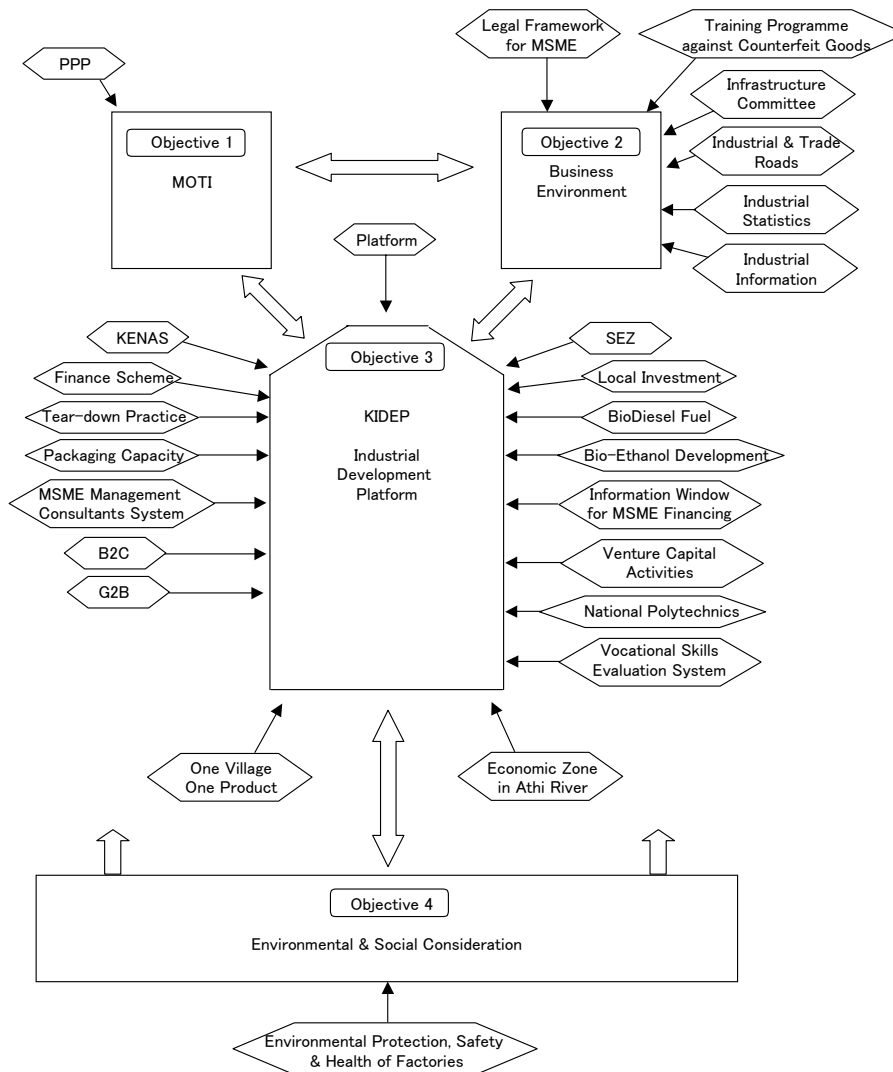 Legal Framework
for MSME
Training Programme
against Counterfeit Goods
PPP
Infrastructure
Committee
Objective 1
MOTI
Objective 2
Business
Environment
Industrial & Trade
Roads
Industrial
Statistics
Industrial
Information
Platform
KENAS
Finance Scheme
Tear-down Practice
Packaging Capacity
MSME Management
Consultants System
B2C
G2B
Objective 3
KIDEP
Industrial
Development
Platform
SEZ
Local Investment
BioDiesel Fuel
Bio-Ethanol Development
Information Window
for MSME Financing
Venture Capital
Activities
National Polytechnics
Vocational Skills
Evaluation System
One Village
One Product
Economic Zone
in Athi River
Objective 4
Environmental & Social Consideration
Environmental Protection, Safety
& Health of Factories